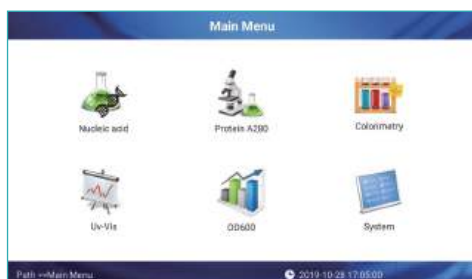 Main Menu
Nucleic acid
Protein A280
Colorimetry
Uv-Vis
OD600
System
Path >>Main Menu
2019-10-28 17:05:00